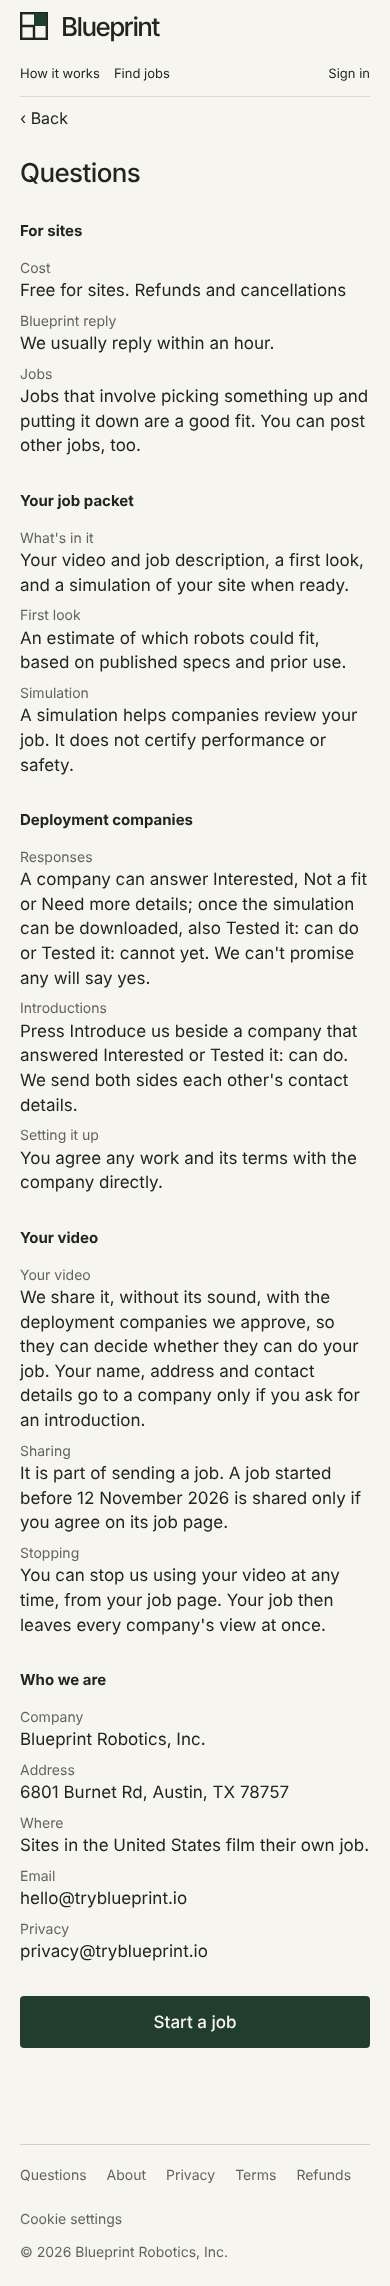 Blueprint
How it works Find jobs Sign in
‹ Back
Questions
For sites
Cost
Free for sites. Refunds and cancellations
Blueprint reply
We usually reply within an hour.
Jobs
Jobs that involve picking something up and
putting it down are a good fit. You can post
other jobs, too.
Your job packet
What's in it
Your video and job description, a first look,
and a simulation of your site when ready.
First look
An estimate of which robots could fit,
based on published specs and prior use.
Simulation
A simulation helps companies review your
job. It does not certify performance or
safety.
Deployment companies
Responses
A company can answer Interested, Not a fit
or Need more details; once the simulation
can be downloaded, also Tested it: can do
or Tested it: cannot yet. We can't promise
any will say yes.
Introductions
Press Introduce us beside a company that
answered Interested or Tested it: can do.
We send both sides each other's contact
details.
Setting it up
You agree any work and its terms with the
company directly.
Your video
Your video
We share it, without its sound, with the
deployment companies we approve, so
they can decide whether they can do your
job. Your name, address and contact
details go to a company only if you ask for
an introduction.
Sharing
It is part of sending a job. A job started
before 12 November 2026 is shared only if
you agree on its job page.
Stopping
You can stop us using your video at any
time, from your job page. Your job then
leaves every company's view at once.
Who we are
Company
Blueprint Robotics, Inc.
Address
6801 Burnet Rd, Austin, TX 78757
Where
Sites in the United States film their own job.
Email
hello@tryblueprint.io
Privacy
privacy@tryblueprint.io
Start a job
Questions About Privacy Terms Refunds
Cookie settings
© 2026 Blueprint Robotics, Inc.